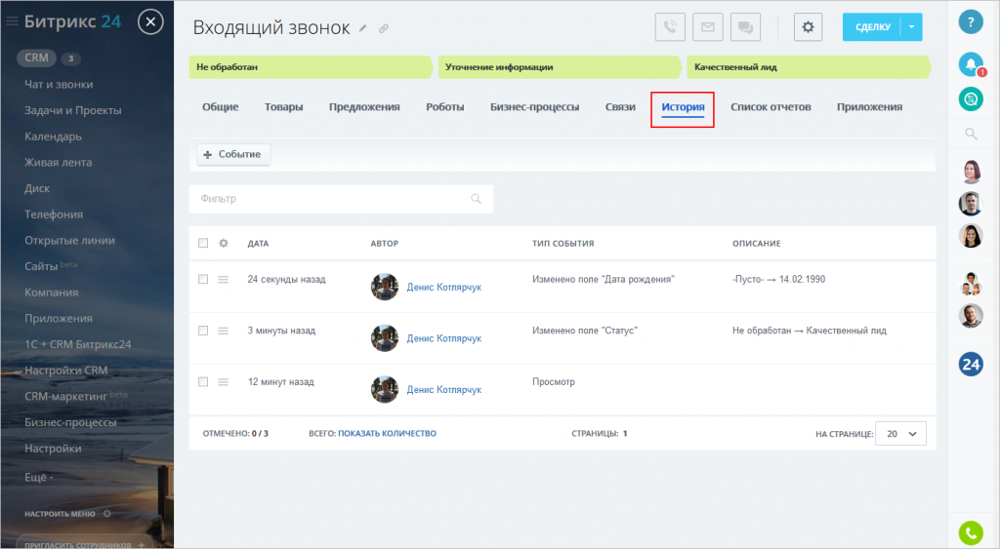 Битрикс 24
CRM 3
Чат и звонки
Задачи и Проекты
Календарь
Живая лента
Диск
Телефония
Открытые линии
Сайты beta
Компания
Приложения
1С + CRM Битрикс24
Настройки CRM
CRM-маркетинг beta
Бизнес-процессы
Настройки
Ещё -
НАСТРОИТЬ МЕНЮ
ПРИГЛАСИТЬ СОТРУДНИКОВ +
Входящий звонок
СДЕЛКУ
Не обработан Уточнение информации Качественный лид
Общие Товары Предложения Роботы Бизнес-процессы Связи История Список отчетов Приложения
+ Событие
Фильтр
ДАТА АВТОР ТИП СОБЫТИЯ ОПИСАНИЕ
24 секунды назад Денис Котлярчук Изменено поле "Дата рождения" -Пусто- → 14.02.1990
3 минуты назад Денис Котлярчук Изменено поле "Статус" Не обработан → Качественный лид
12 минут назад Денис Котлярчук Просмотр
ОТМЕЧЕНО: 0 / 3 ВСЕГО: ПОКАЗАТЬ КОЛИЧЕСТВО СТРАНИЦЫ: 1 НА СТРАНИЦЕ: 20
?
1
24